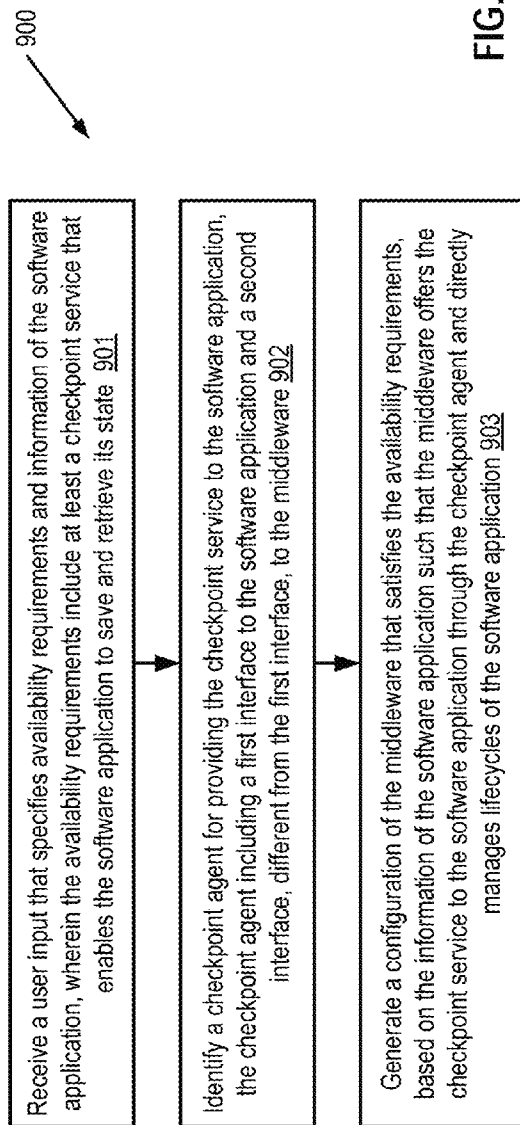 900
Receive a user input that specifies availability requirements and information of the software
application, wherein the availability requirements include at least a checkpoint service that
enables the software application to save and retrieve its state 901
Identify a checkpoint agent for providing the checkpoint service to the software application,
the checkpoint agent including a first interface to the software application and a second
interface, different from the first interface, to the middleware 902
Generate a configuration of the middleware that satisfies the availability requirements,
based on the information of the software application such that the middleware offers the
checkpoint service to the software application through the checkpoint agent and directly
manages lifecycles of the software application 903
FIG.